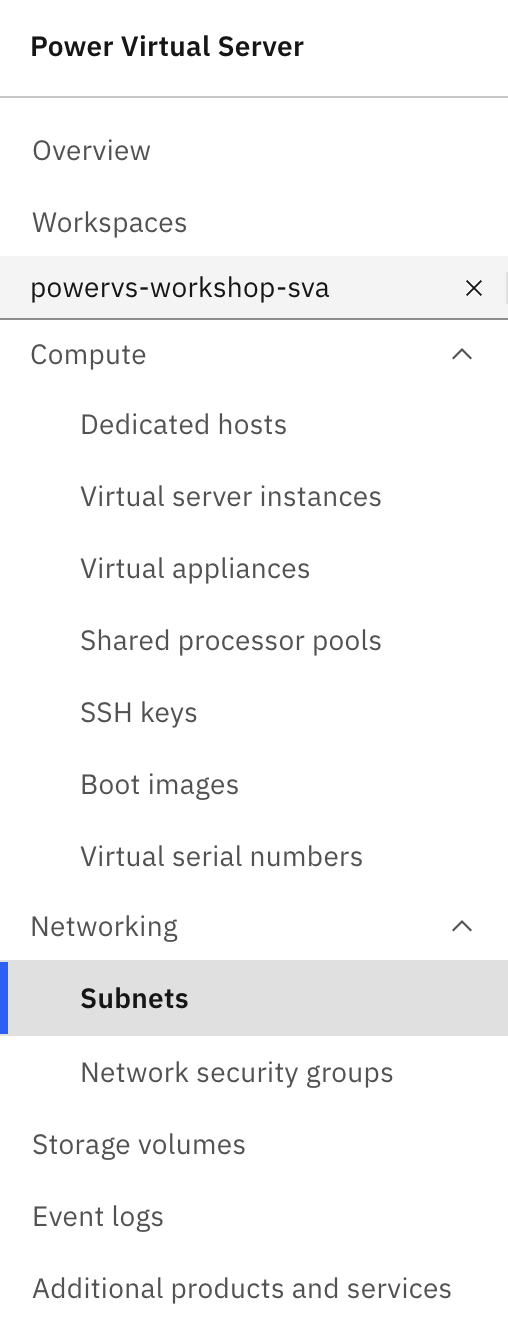 Power Virtual Server
Overview
Workspaces
powervs-workshop-sva
Compute
Dedicated hosts
Virtual server instances
Virtual appliances
Shared processor pools
SSH keys
Boot images
Virtual serial numbers
Networking
Subnets
Network security groups
Storage volumes
Event logs
Additional products and services